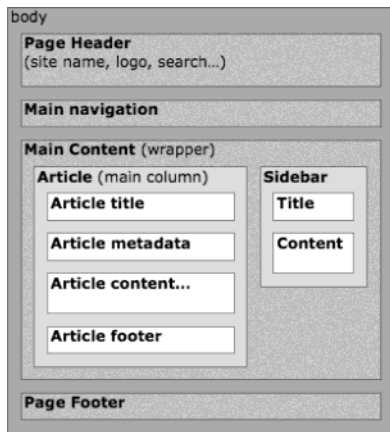 body
Page Header
(site name, logo, search...)
Main navigation
Main Content (wrapper)
Article (main column)
Article title
Article metadata
Article content...
Article footer
Sidebar
Title
Content
Page Footer